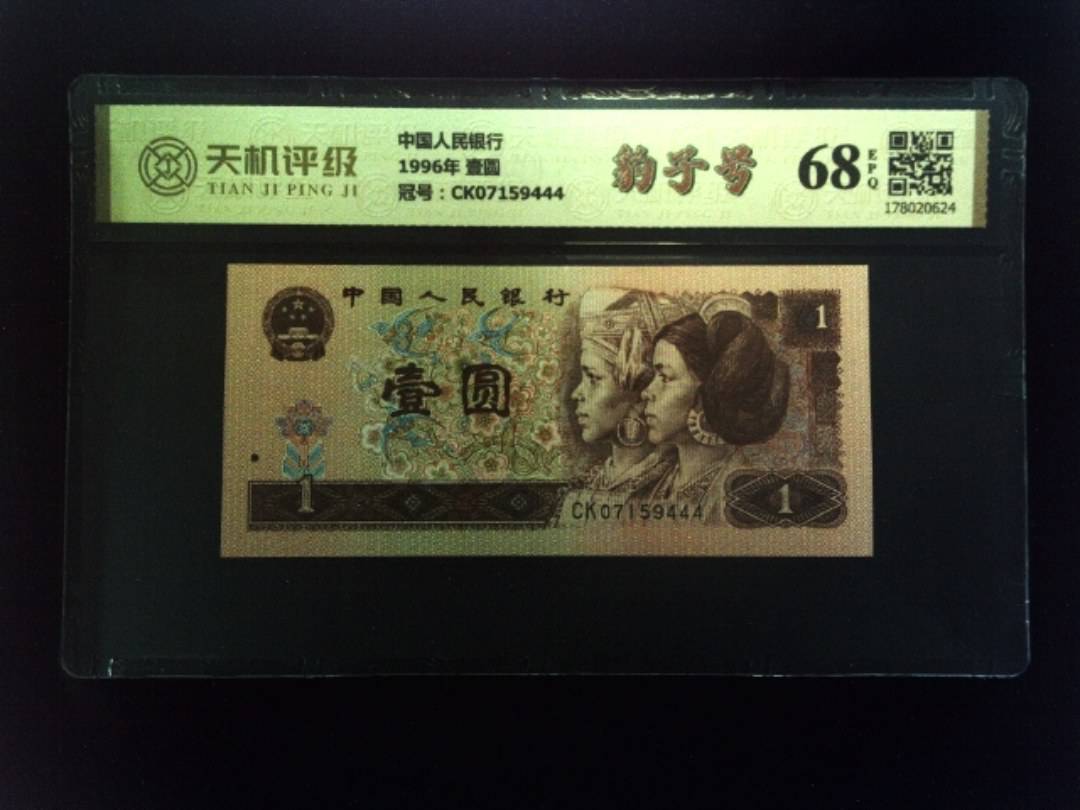 天机评级
TIAN JI PING JI
中国人民银行
1996年 壹圆
冠号：CK07159444
豹子号
68
EPQ
178020624
中国人民银行
1
壹圆
1
CK07159444
1